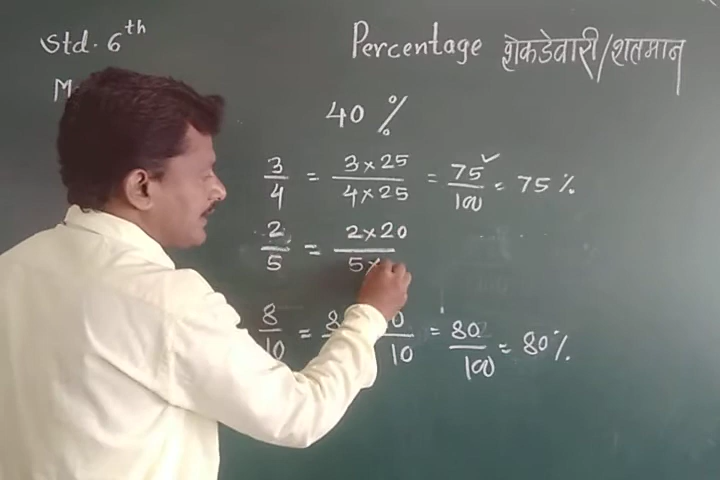 Std. 6th
Percentage शेकडेवारी/शतमान
40 %
3/4 = 3×25/4×25 = 75/100 = 75%
2/5 = 2×20/5×
8/10 = 80/100 = 80%